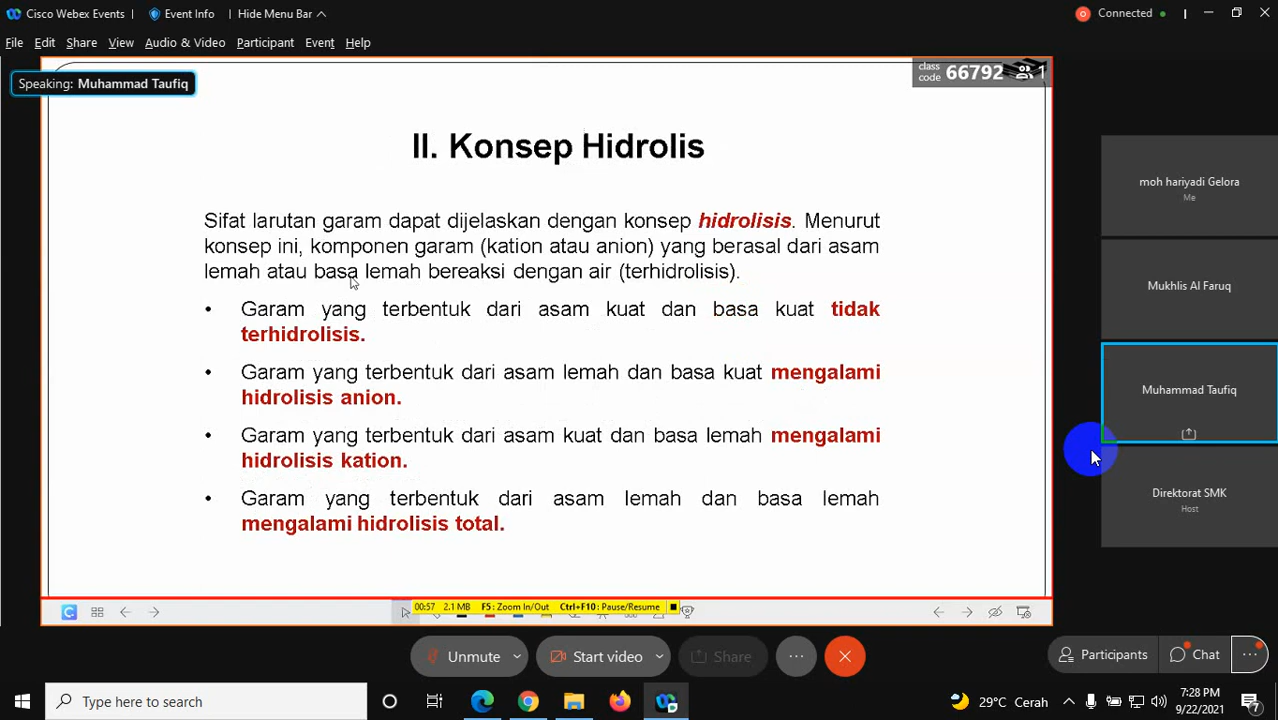 Cisco Webex Events
Event Info
Hide Menu Bar
Connected
File Edit Share View Audio & Video Participant Event Help
Speaking: Muhammad Taufiq
class code 66792 1
II. Konsep Hidrolis
Sifat larutan garam dapat dijelaskan dengan konsep hidrolisis. Menurut
konsep ini, komponen garam (kation atau anion) yang berasal dari asam
lemah atau basa lemah bereaksi dengan air (terhidrolisis).
• Garam yang terbentuk dari asam kuat dan basa kuat tidak
terhidrolisis.
• Garam yang terbentuk dari asam lemah dan basa kuat mengalami
hidrolisis anion.
• Garam yang terbentuk dari asam kuat dan basa lemah mengalami
hidrolisis kation.
• Garam yang terbentuk dari asam lemah dan basa lemah
mengalami hidrolisis total.
moh hariyadi Gelora
Me
Mukhlis Al Faruq
Muhammad Taufiq
Direktorat SMK
Host
00:57 2.1 MB F5: Zoom In/Out Ctrl+F10: Pause/Resume
Unmute
Start video
Share
Participants
Chat
Type here to search
29°C Cerah
7:28 PM
9/22/2021
7